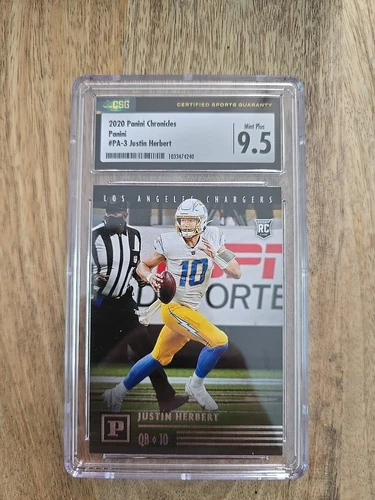 CSG
CERTIFIED SPORTS GUARANTY
2020 Panini Chronicles
Panini
#PA-3 Justin Herbert
Mint Plus
9.5
LOS ANGELES CHARGERS
RC
10
ORTE
P
JUSTIN HERBERT
QB 10